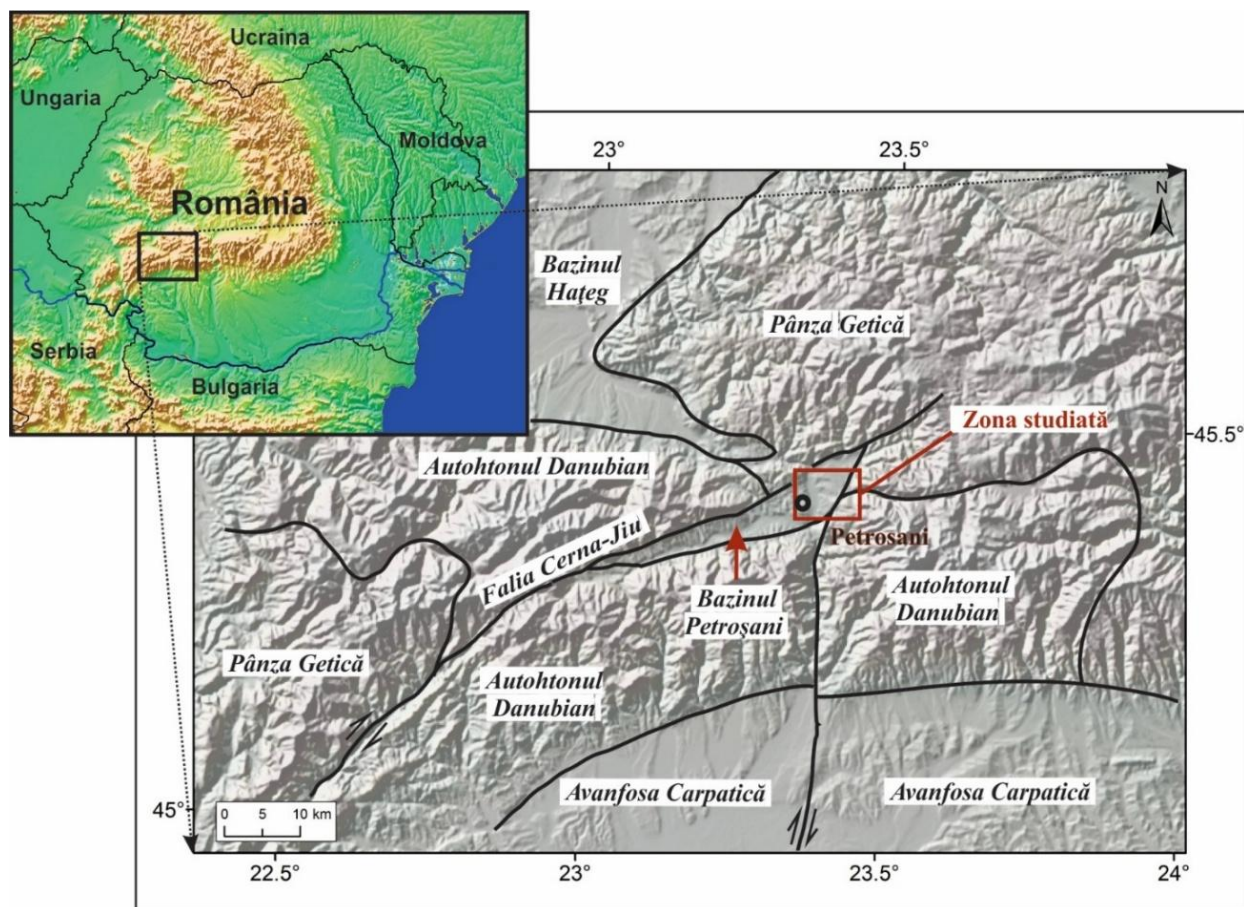 Ucraina
Ungaria
Moldova
România
Serbia
Bulgaria
23°
23.5°
N
Bazinul
Haţeg
Pânza Getică
Zona studiată
45.5°
Autohtonul Danubian
Petrosani
Falia Cerna-Jiu
Bazinul
Petroșani
Autohtonul
Danubian
Pânza Getică
Autohtonul
Danubian
Avanfosa Carpatică
Avanfosa Carpatică
45°
0 5 10 km
22.5°
23°
23.5°
24°